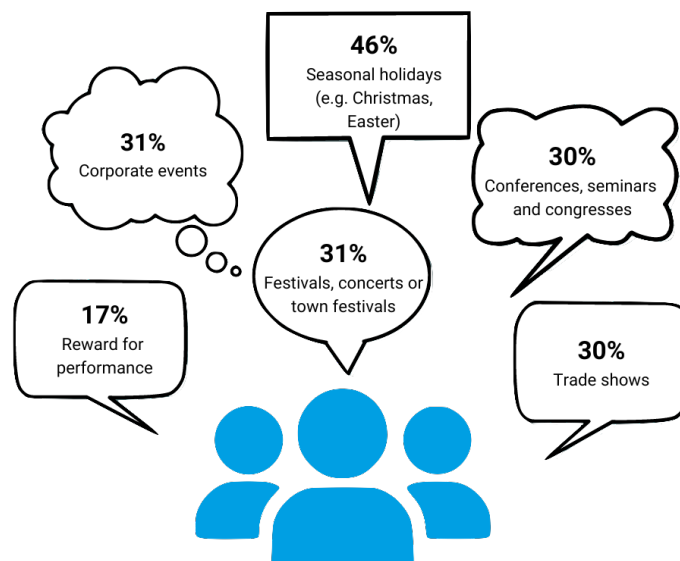 46%
Seasonal holidays
(e.g. Christmas,
Easter)
31%
Corporate events
30%
Conferences, seminars
and congresses
31%
Festivals, concerts or
town festivals
17%
Reward for
performance
30%
Trade shows